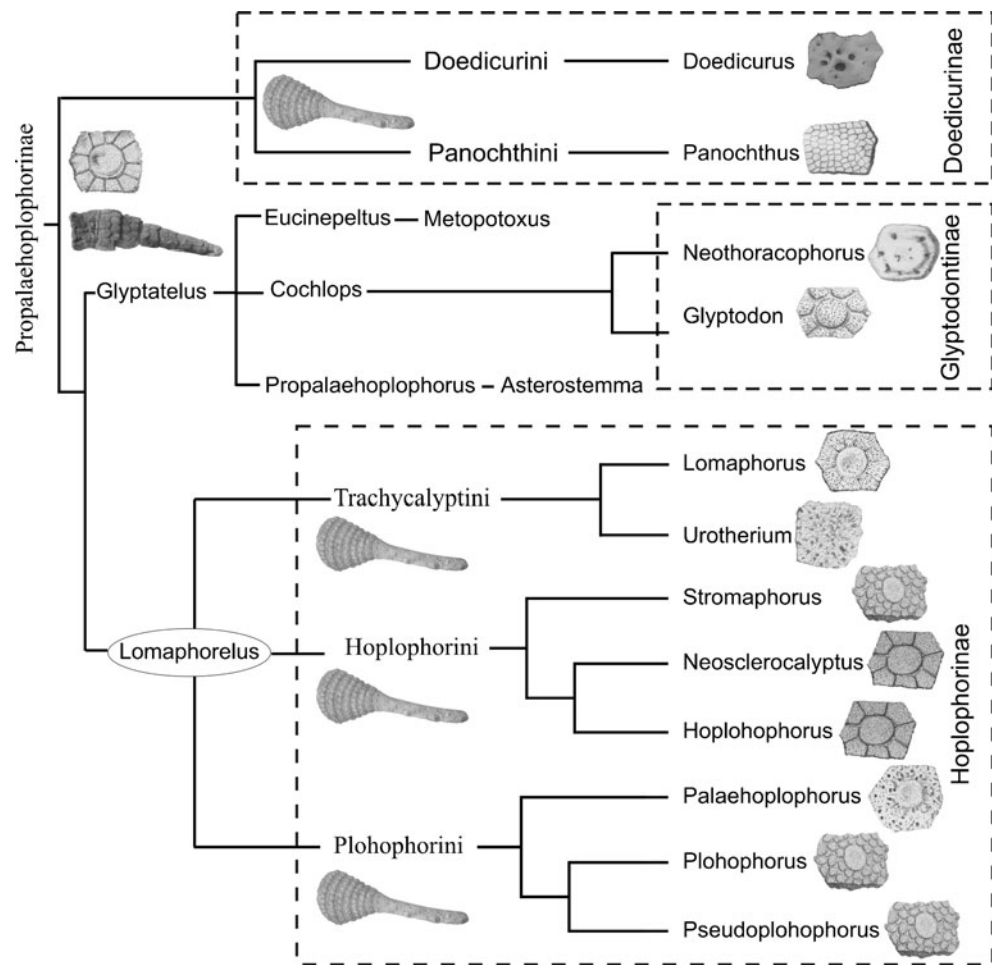 Propalaehoplophorinae
Doedicurini
Doedicurus
Panochthini
Panochthus
Doedicurinae
Eucinepeltus
Metopotoxus
Glyptatelus
Cochlops
Neothoracophorus
Glyptodon
Glyptodontinae
Propalaehoplophorus
Asterostemma
Lomaphorelus
Trachycalyptini
Lomaphorus
Urotherium
Hoplophorini
Stromaphorus
Neosclerocalyptus
Hoplohophorus
Plohophorini
Palaehoplophorus
Plohophorus
Pseudoplohophorus
Hoplophorinae